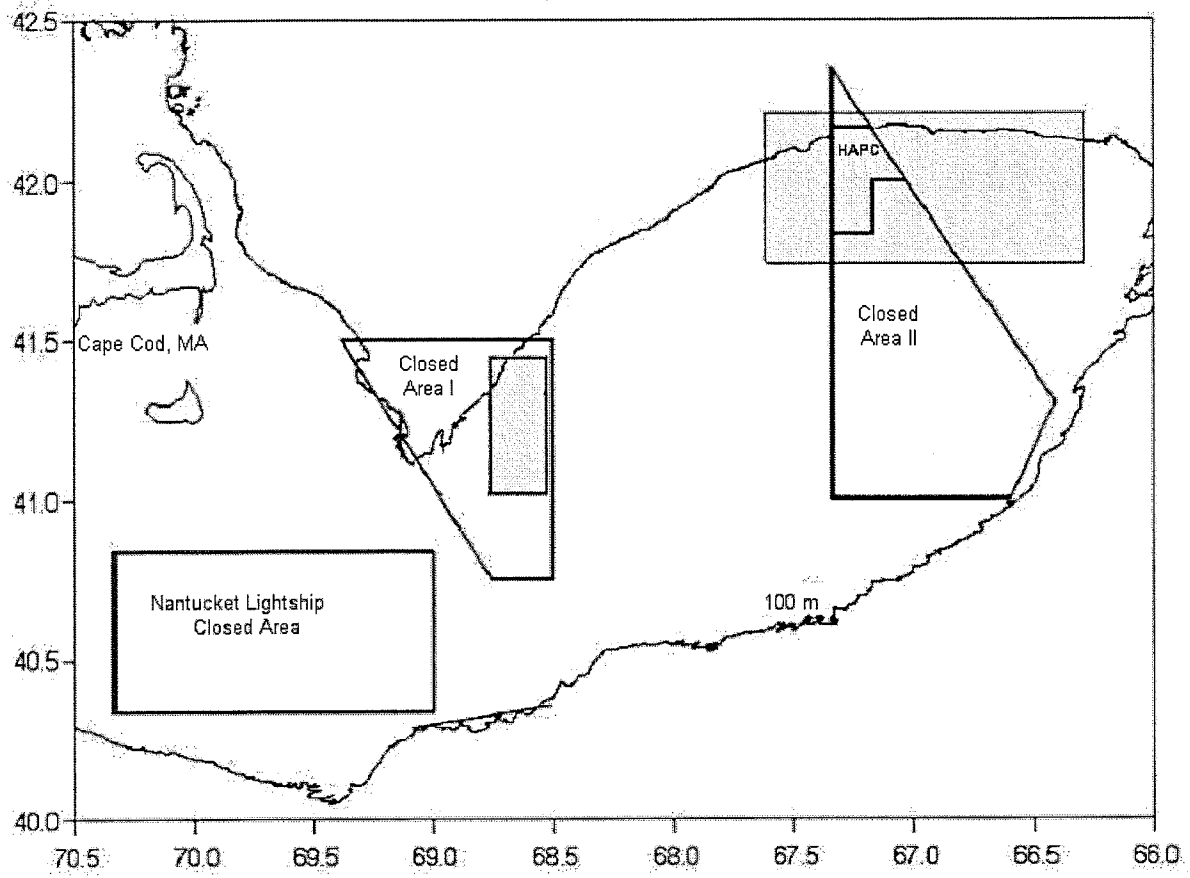 42.5
42.0
HAPC
Closed
Area II
41.5
Cape Cod, MA
Closed
Area I
41.0
Nantucket Lightship
Closed Area
100 m
40.5
40.0
70.5 70.0 69.5 69.0 68.5 68.0 67.5 67.0 66.5 66.0